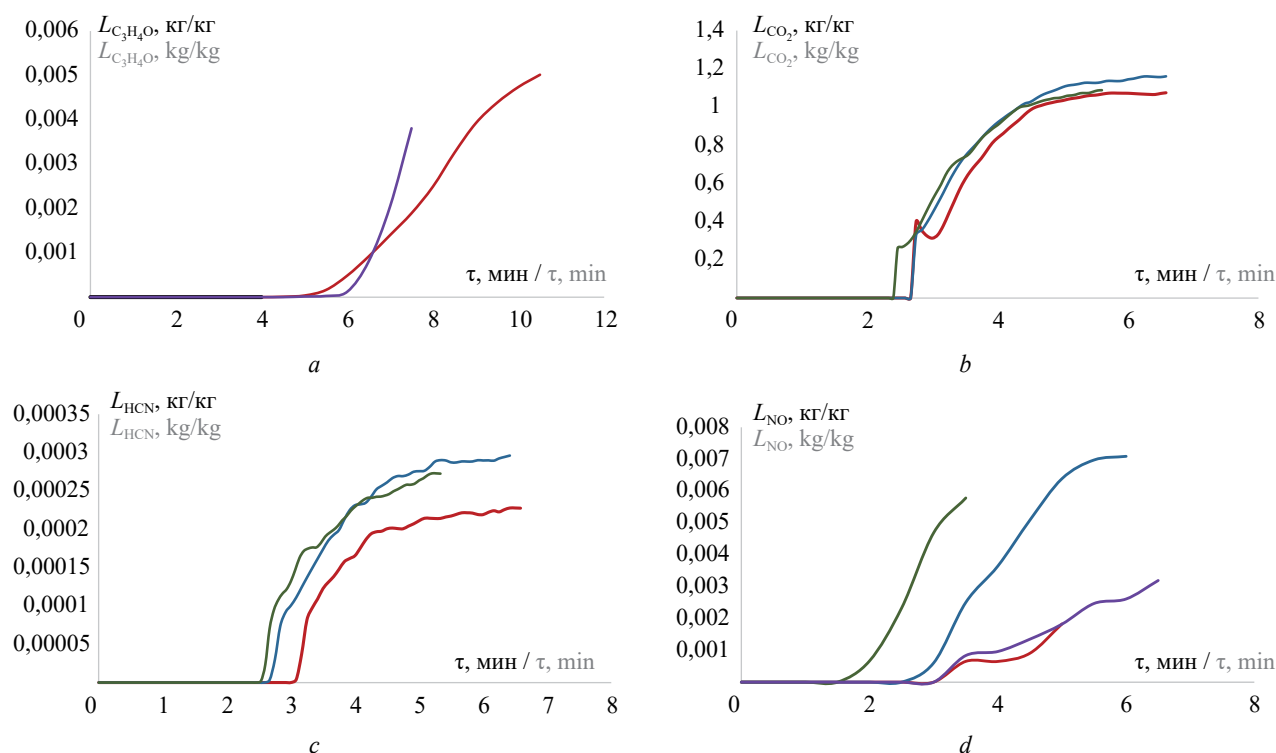 L_C₃H₄O, кг/кг
L_C₃H₄O, kg/kg
0,006
0,005
0,004
0,003
0,002
0,001
τ, мин / τ, min
0 2 4 6 8 10 12
a
L_CO₂, кг/кг
L_CO₂, kg/kg
1,4
1,2
1
0,8
0,6
0,4
0,2
τ, мин / τ, min
0 2 4 6 8
b
L_HCN, кг/кг
L_HCN, kg/kg
0,00035
0,0003
0,00025
0,0002
0,00015
0,0001
0,00005
τ, мин / τ, min
0 1 2 3 4 5 6 7 8
c
L_NO, кг/кг
L_NO, kg/kg
0,008
0,007
0,006
0,005
0,004
0,003
0,002
0,001
τ, мин / τ, min
0 2 4 6 8
d